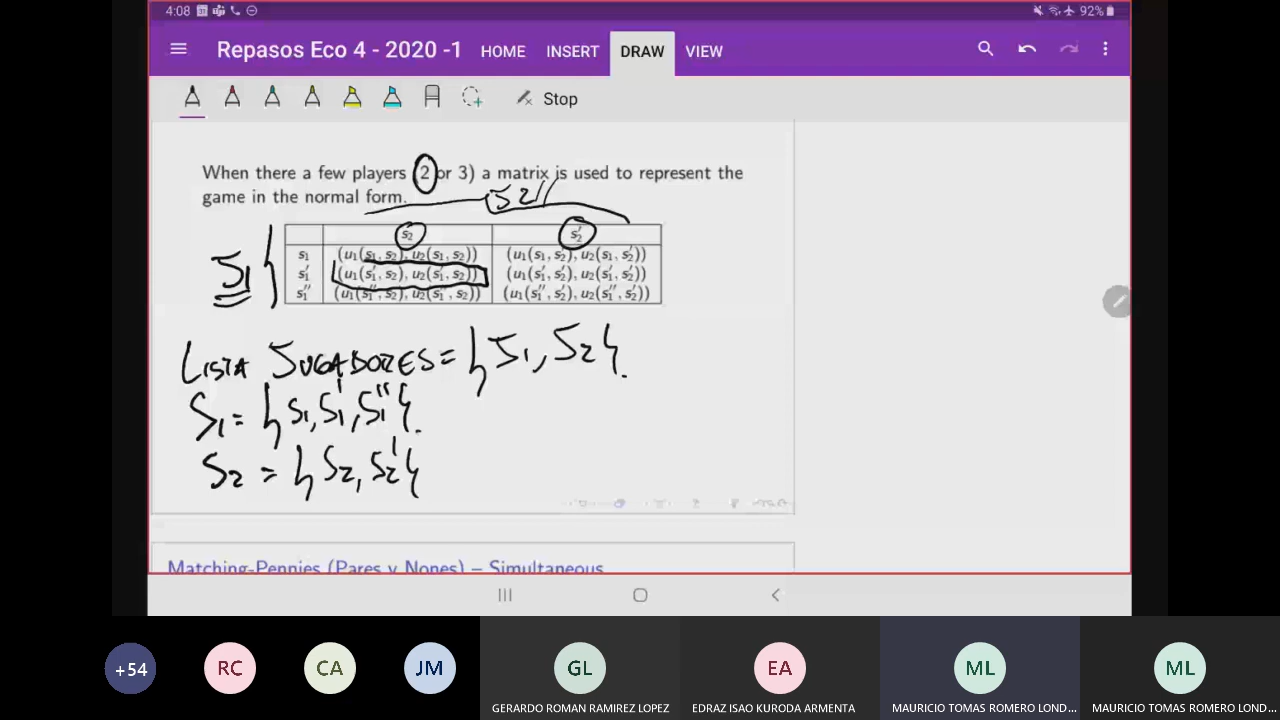 4:08 92%
Repasos Eco 4 - 2020 -1 HOME INSERT DRAW VIEW
Stop
When there a few players (2 or 3) a matrix is used to represent the
game in the normal form.
S2
s₂ s₂′
s₁ (u₁(s₁, s₂), u₂(s₁, s₂)) (u₁(s₁, s₂′), u₂(s₁, s₂′))
s₁′ (u₁(s₁′, s₂), u₂(s₁′, s₂)) (u₁(s₁′, s₂′), u₂(s₁′, s₂′))
s₁″ (u₁(s₁″, s₂), u₂(s₁″, s₂)) (u₁(s₁″, s₂′), u₂(s₁″, s₂′))
S1
LISTA JUGADORES = { J1, J2 }.
S1 = { s1, s1′, s1″ }.
S2 = { s2, s2′ }
Matching-Pennies (Pares y Nones) – Simultaneous
+54 RC CA JM GL EA ML ML
GERARDO ROMAN RAMIREZ LOPEZ EDRAZ ISAO KURODA ARMENTA MAURICIO TOMAS ROMERO LOND... MAURICIO TOMAS ROMERO LOND...